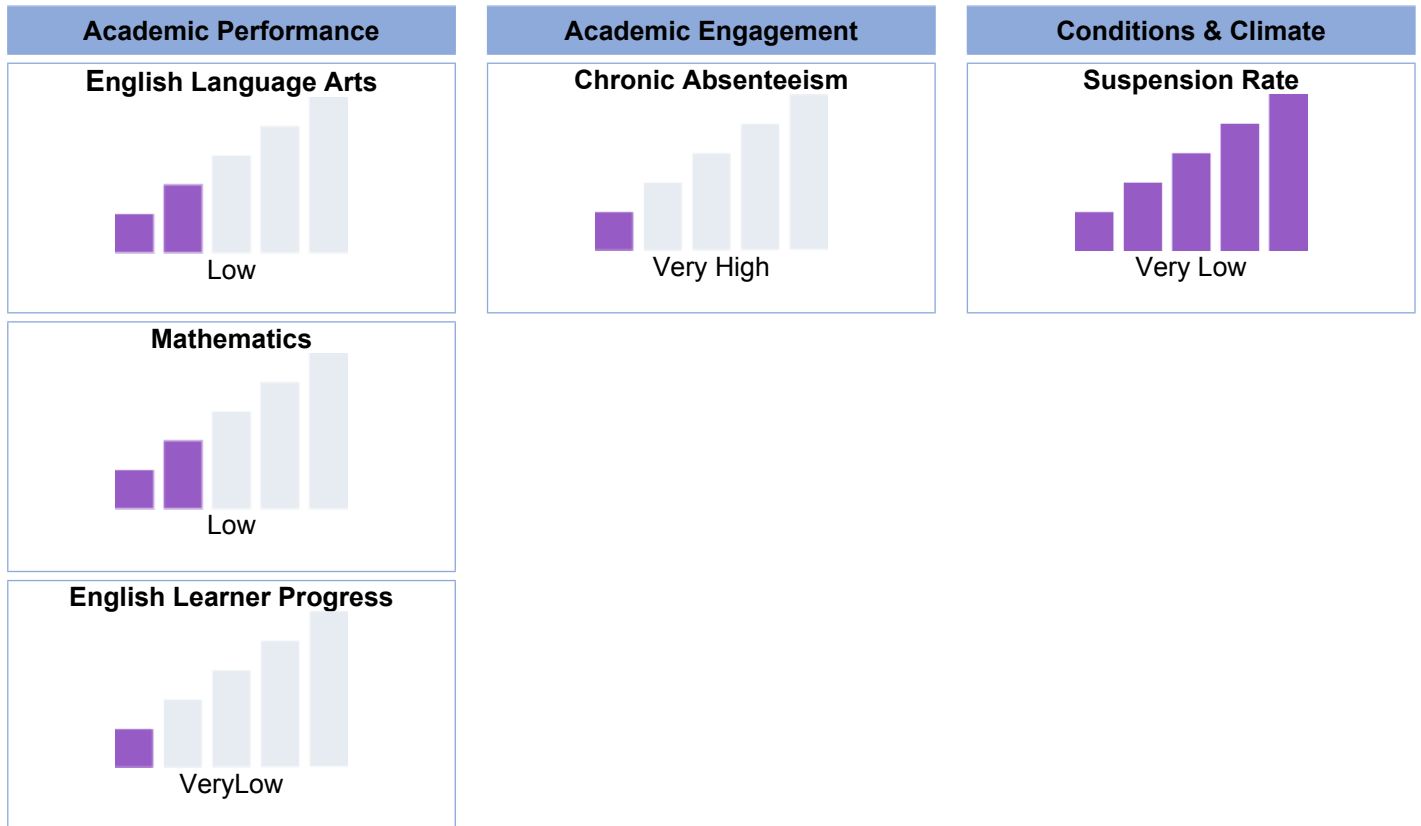 Academic Performance
Academic Engagement
Conditions & Climate
English Language Arts
Low
Chronic Absenteeism
Very High
Suspension Rate
Very Low
Mathematics
Low
English Learner Progress
VeryLow